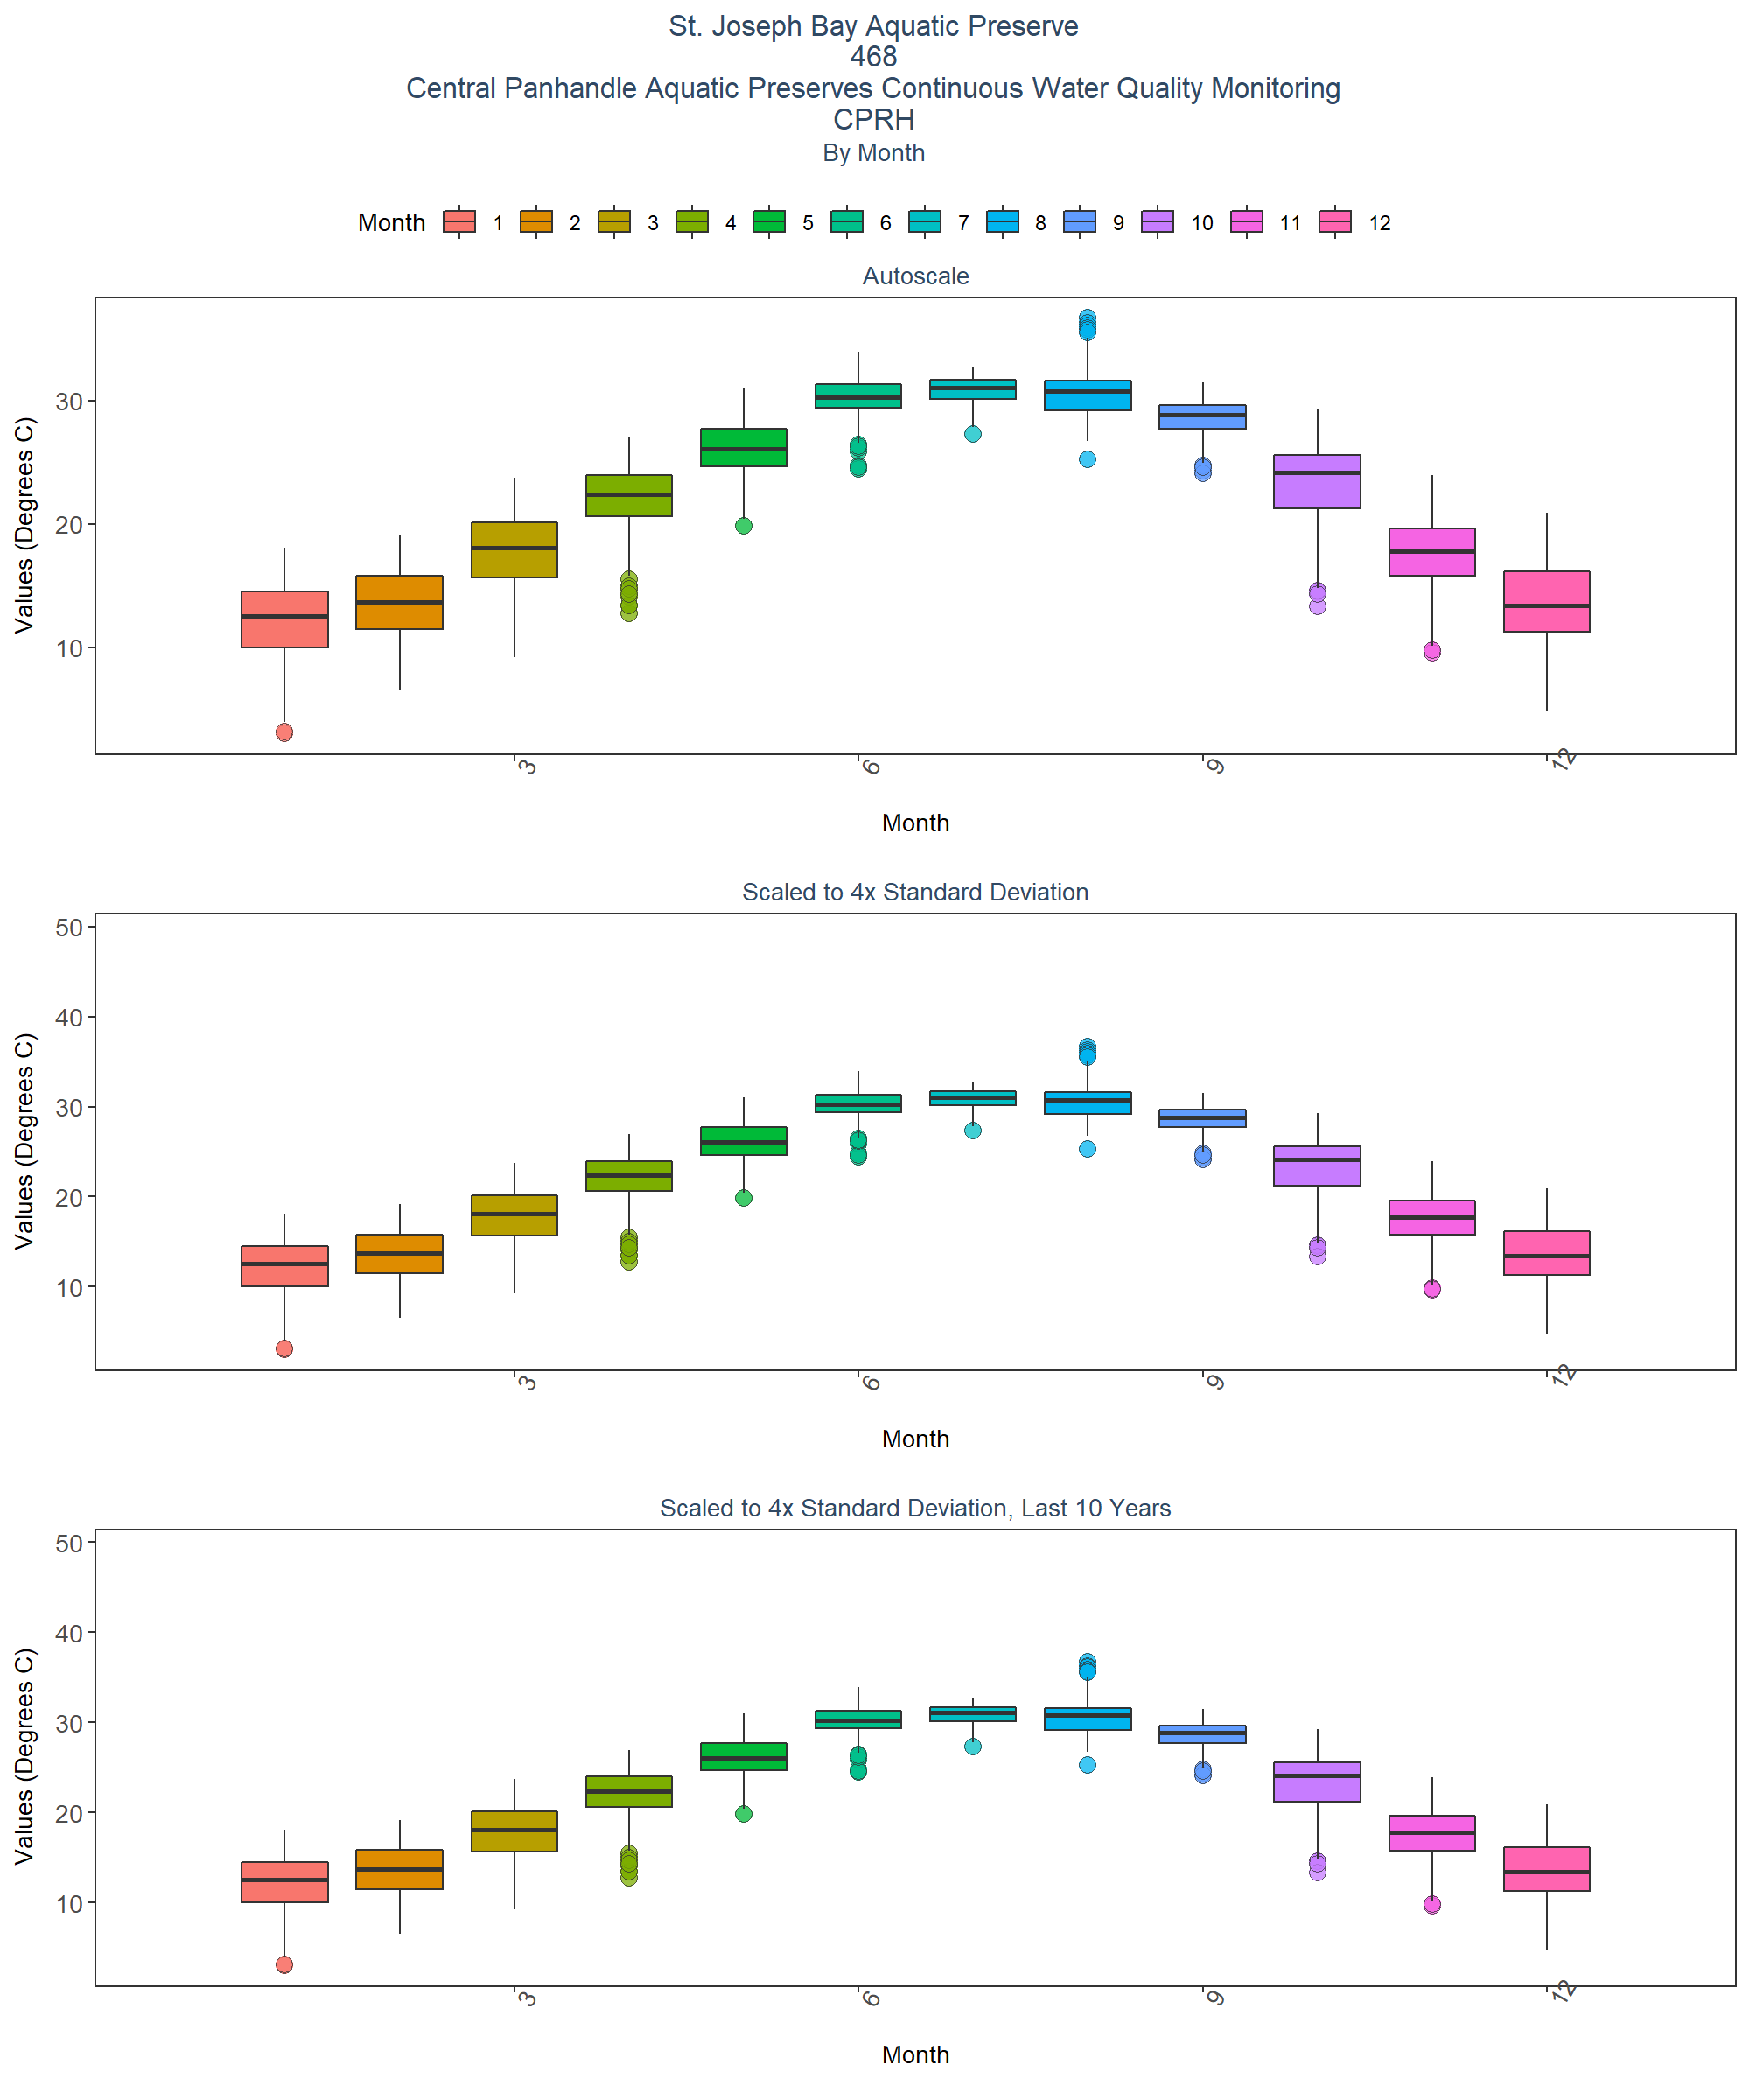 St. Joseph Bay Aquatic Preserve
468
Central Panhandle Aquatic Preserves Continuous Water Quality Monitoring
CPRH
By Month
Month 1 2 3 4 5 6 7 8 9 10 11 12
Autoscale
Values (Degrees C)
30
20
10
3 6 9 12
Month
Scaled to 4x Standard Deviation
Values (Degrees C)
50
40
30
20
10
3 6 9 12
Month
Scaled to 4x Standard Deviation, Last 10 Years
Values (Degrees C)
50
40
30
20
10
3 6 9 12
Month